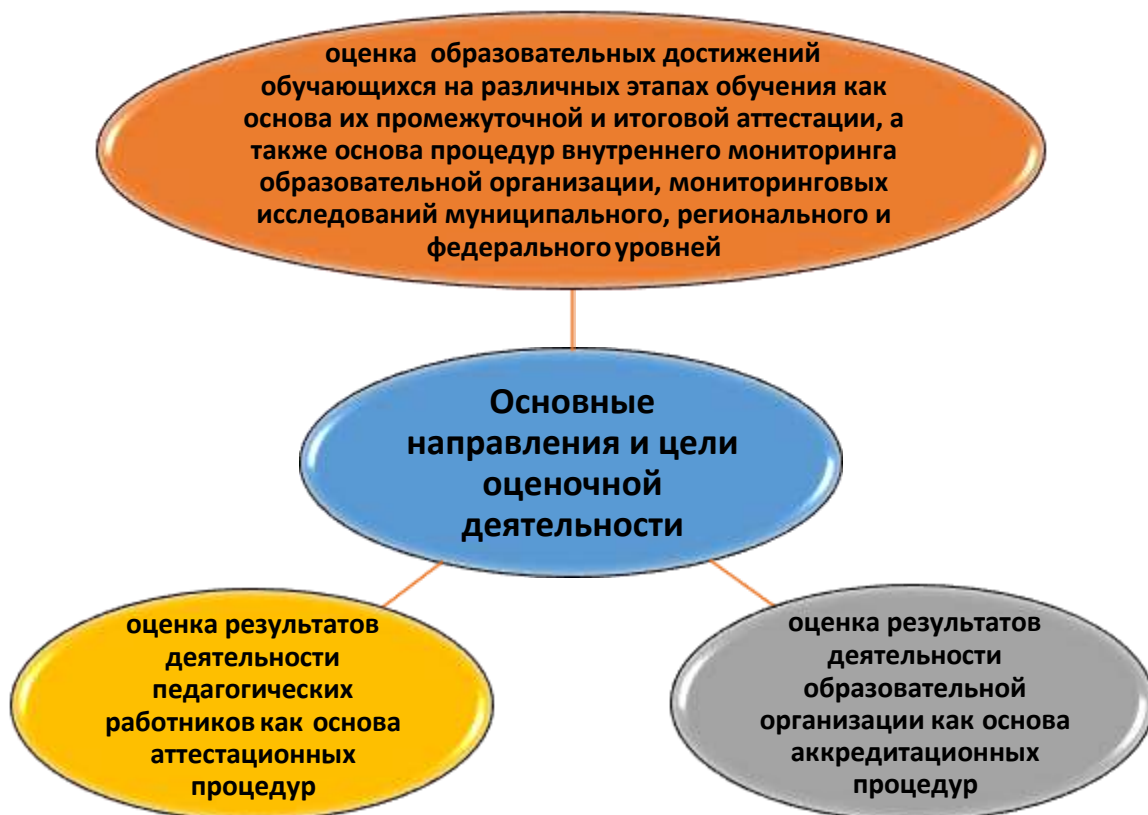 оценка образовательных достижений
обучающихся на различных этапах обучения как
основа их промежуточной и итоговой аттестации, а
также основа процедур внутреннего мониторинга
образовательной организации, мониторинговых
исследований муниципального, регионального и
федерального уровней
Основные
направления и цели
оценочной
деятельности
оценка результатов
деятельности
педагогических
работников как основа
аттестационных
процедур
оценка результатов
деятельности
образовательной
организации как основа
аккредитационных
процедур